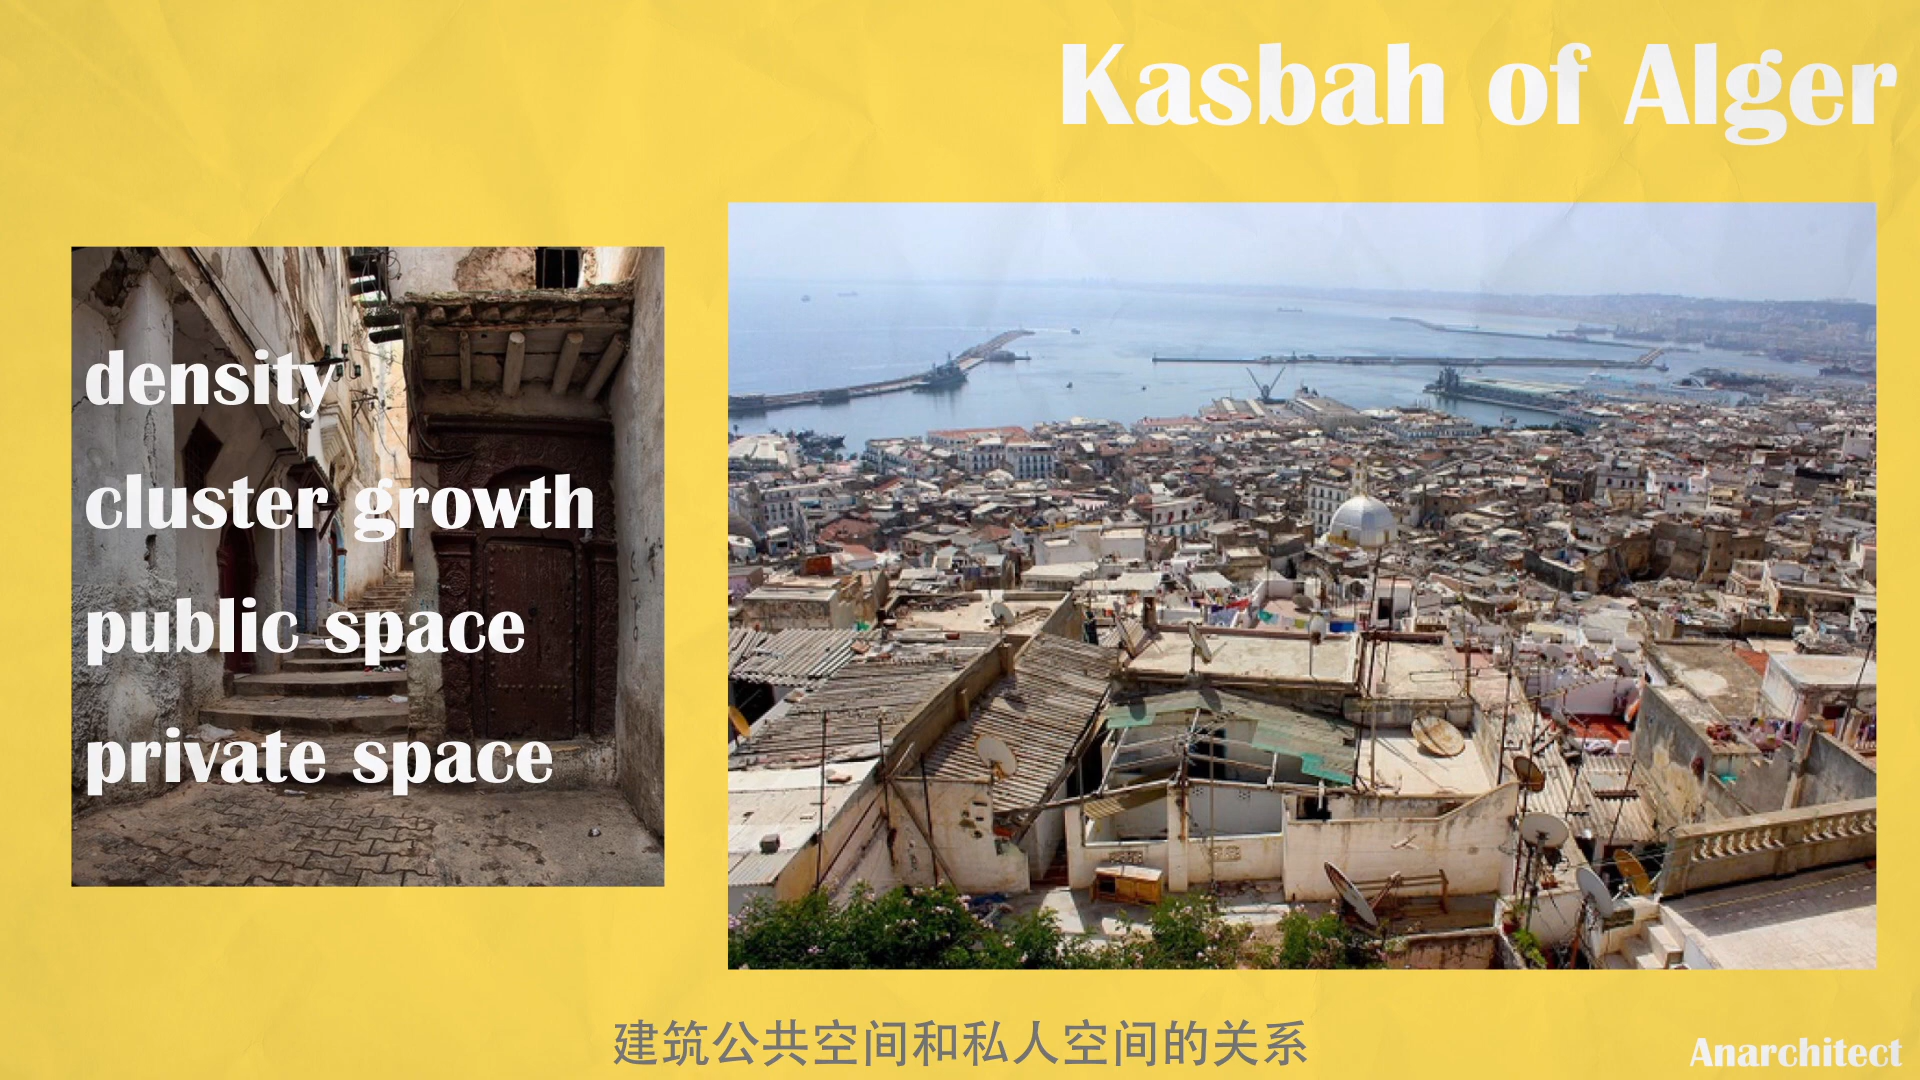 Kasbah of Alger
density
cluster growth
public space
private space
建筑公共空间和私人空间的关系
Anarchitect